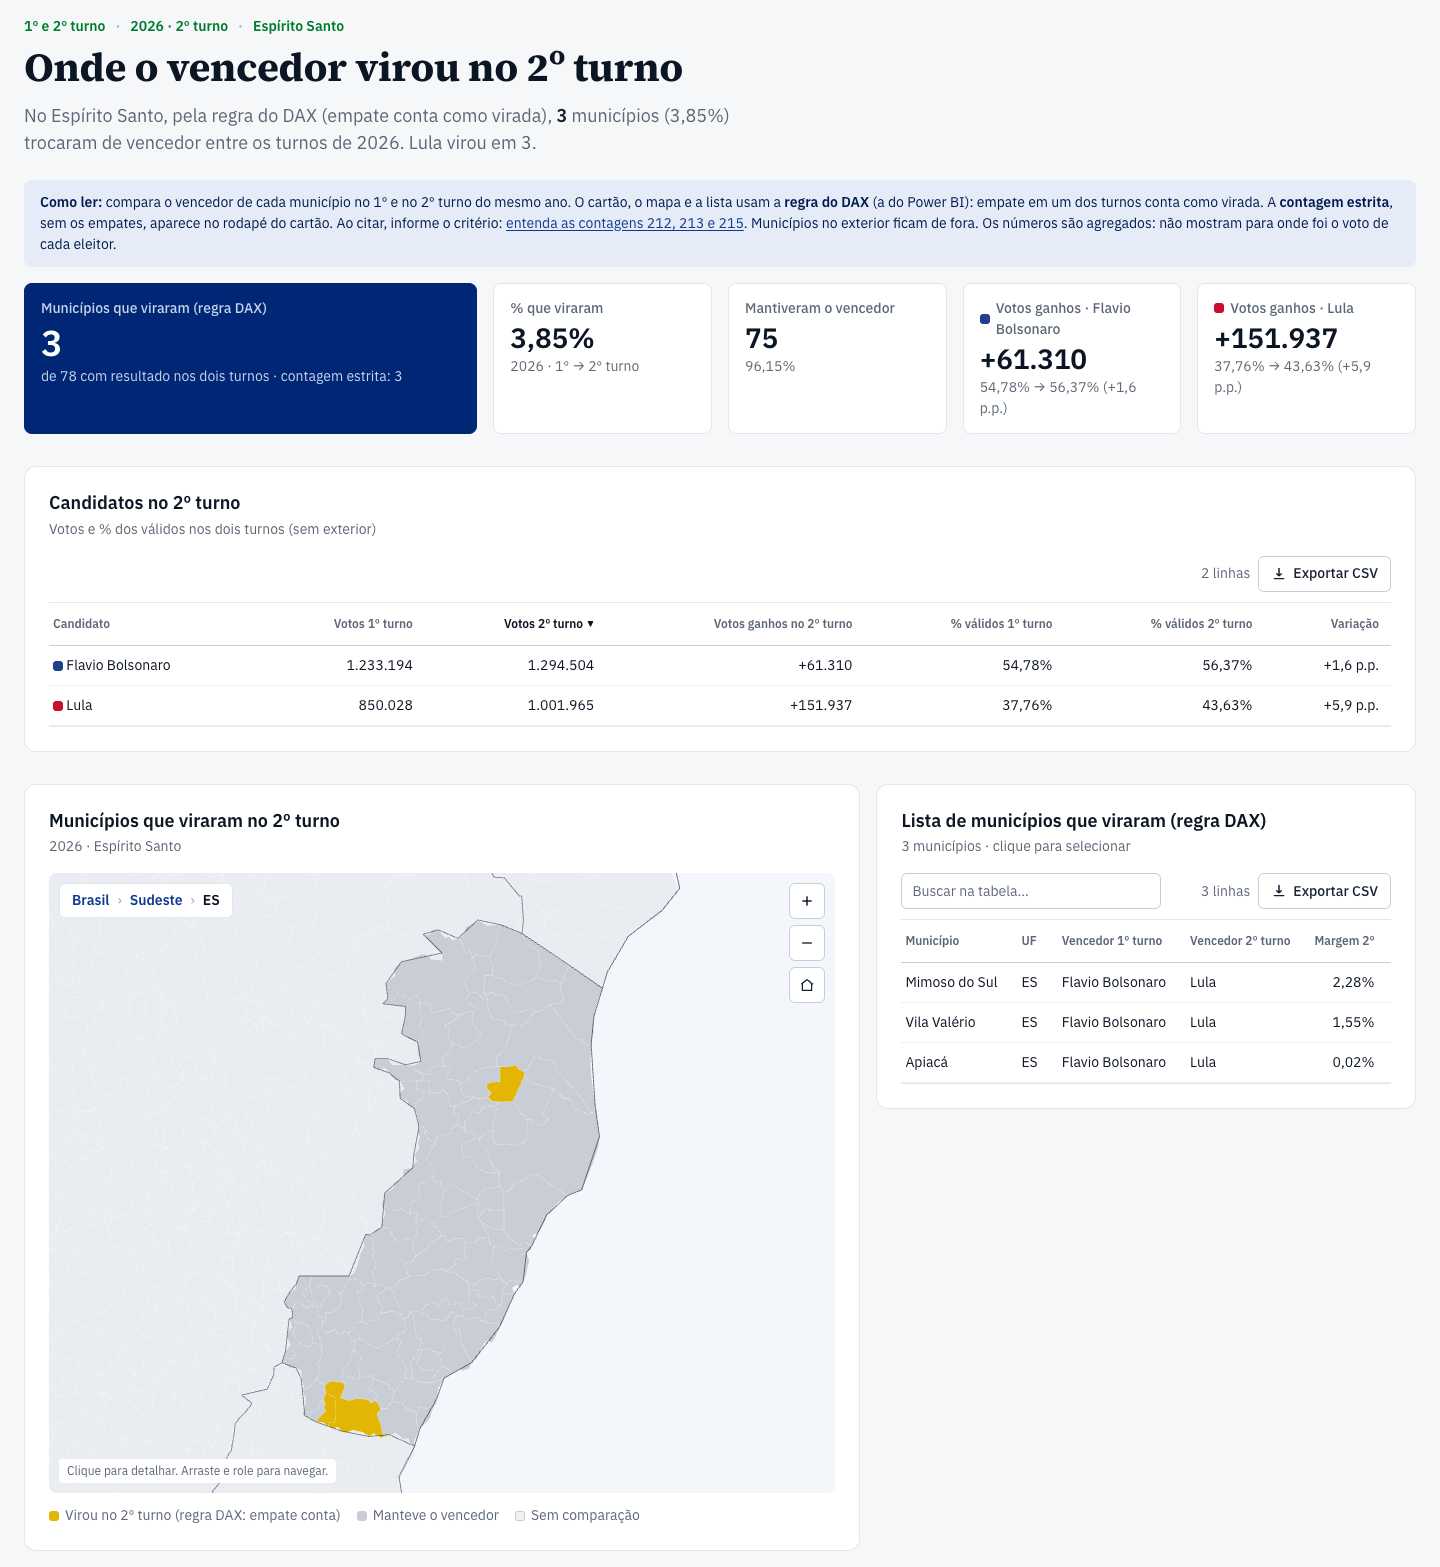 1º e 2º turno · 2026 · 2º turno · Espírito Santo
Onde o vencedor virou no 2º turno
No Espírito Santo, pela regra do DAX (empate conta como virada), 3 municípios (3,85%)
trocaram de vencedor entre os turnos de 2026. Lula virou em 3.
Como ler: compara o vencedor de cada município no 1º e no 2º turno do mesmo ano. O cartão, o mapa e a lista usam a regra do DAX (a do Power BI): empate em um dos turnos conta como virada. A contagem estrita,
sem os empates, aparece no rodapé do cartão. Ao citar, informe o critério: entenda as contagens 212, 213 e 215. Municípios no exterior ficam de fora. Os números são agregados: não mostram para onde foi o voto de
cada eleitor.
Municípios que viraram (regra DAX)
3
de 78 com resultado nos dois turnos · contagem estrita: 3
% que viraram
3,85%
2026 · 1º → 2º turno
Mantiveram o vencedor
75
96,15%
Votos ganhos · Flavio
Bolsonaro
+61.310
54,78% → 56,37% (+1,6
p.p.)
Votos ganhos · Lula
+151.937
37,76% → 43,63% (+5,9
p.p.)
Candidatos no 2º turno
Votos e % dos válidos nos dois turnos (sem exterior)
2 linhas Exportar CSV
Candidato Votos 1º turno Votos 2º turno ▼ Votos ganhos no 2º turno % válidos 1º turno % válidos 2º turno Variação
Flavio Bolsonaro 1.233.194 1.294.504 +61.310 54,78% 56,37% +1,6 p.p.
Lula 850.028 1.001.965 +151.937 37,76% 43,63% +5,9 p.p.
Municípios que viraram no 2º turno
2026 · Espírito Santo
Brasil › Sudeste › ES
+
−
Clique para detalhar. Arraste e role para navegar.
Virou no 2º turno (regra DAX: empate conta) Manteve o vencedor Sem comparação
Lista de municípios que viraram (regra DAX)
3 municípios · clique para selecionar
Buscar na tabela... 3 linhas Exportar CSV
Município UF Vencedor 1º turno Vencedor 2º turno Margem 2º
Mimoso do Sul ES Flavio Bolsonaro Lula 2,28%
Vila Valério ES Flavio Bolsonaro Lula 1,55%
Apiacá ES Flavio Bolsonaro Lula 0,02%